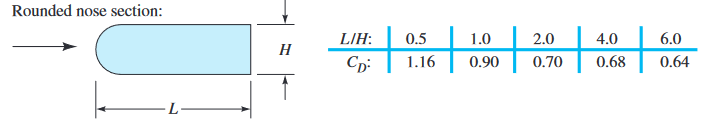 Rounded nose section:
H
L
L/H: 0.5 1.0 2.0 4.0 6.0
C_D: 1.16 0.90 0.70 0.68 0.64